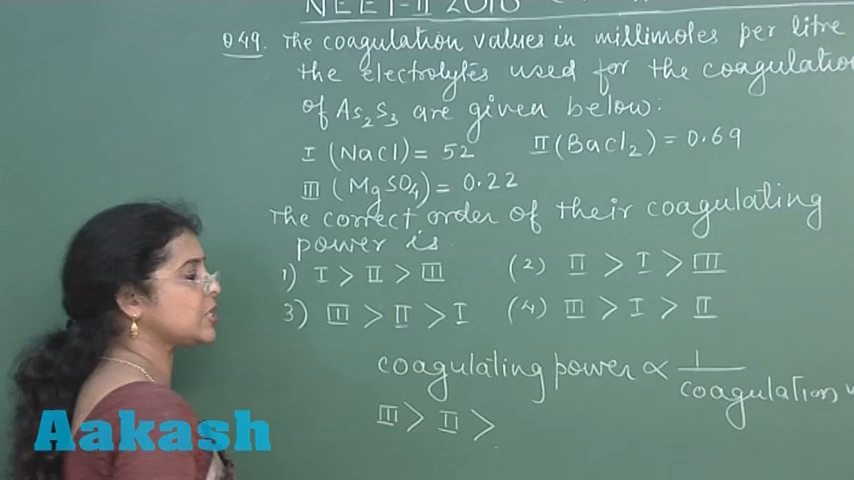 NEET-II 2016
Q49. The coagulation values in millimoles per litre
the electrolytes used for the coagulation
of As₂S₃ are given below:
I (NaCl) = 52 II (BaCl₂) = 0.69
III (MgSO₄) = 0.22
The correct order of their coagulating
power is
1) I > II > III (2) II > I > III
3) III > II > I (4) III > I > II
coagulating power ∝ 1 / coagulation
III > II >
Aakash